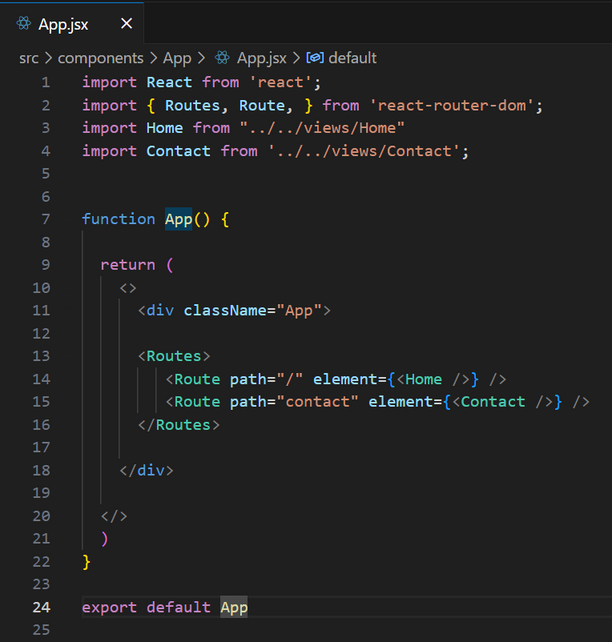 App.jsx
src > components > App > App.jsx > default
1 import React from 'react';
2 import { Routes, Route, } from 'react-router-dom';
3 import Home from "../../views/Home"
4 import Contact from '../../views/Contact';
5
6
7 function App() {
8
9   return (
10     <>
11       <div className="App">
12
13       <Routes>
14         <Route path="/" element={<Home />} />
15         <Route path="contact" element={<Contact />} />
16       </Routes>
17
18     </div>
19
20   </>
21   )
22 }
23
24 export default App
25